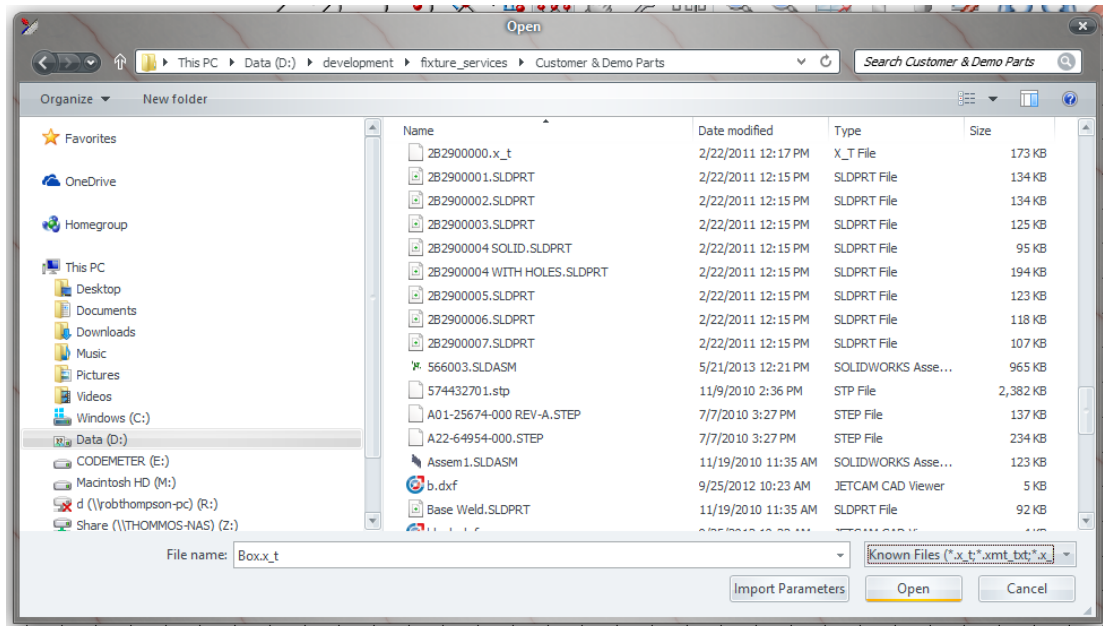 Open
This PC Data (D:) development fixture_services Customer & Demo Parts Search Customer & Demo Parts
Organize New folder
Favorites
OneDrive
Homegroup
This PC
Desktop
Documents
Downloads
Music
Pictures
Videos
Windows (C:)
Data (D:)
CODEMETER (E:)
Macintosh HD (M:)
d (\\robthompson-pc) (R:)
Share (\\THOMMOS-NAS) (Z:)
Name Date modified Type Size
2B2900000.x_t 2/22/2011 12:17 PM X_T File 173 KB
2B2900001.SLDPRT 2/22/2011 12:15 PM SLDPRT File 134 KB
2B2900002.SLDPRT 2/22/2011 12:15 PM SLDPRT File 134 KB
2B2900003.SLDPRT 2/22/2011 12:15 PM SLDPRT File 125 KB
2B2900004 SOLID.SLDPRT 2/22/2011 12:15 PM SLDPRT File 95 KB
2B2900004 WITH HOLES.SLDPRT 2/22/2011 12:15 PM SLDPRT File 194 KB
2B2900005.SLDPRT 2/22/2011 12:15 PM SLDPRT File 123 KB
2B2900006.SLDPRT 2/22/2011 12:15 PM SLDPRT File 118 KB
2B2900007.SLDPRT 2/22/2011 12:15 PM SLDPRT File 107 KB
566003.SLDASM 5/21/2013 12:21 PM SOLIDWORKS Asse... 965 KB
574432701.stp 11/9/2010 2:36 PM STP File 2,382 KB
A01-25674-000 REV-A.STEP 7/7/2010 3:27 PM STEP File 137 KB
A22-64954-000.STEP 7/7/2010 3:27 PM STEP File 234 KB
Assem1.SLDASM 11/19/2010 11:35 AM SOLIDWORKS Asse... 123 KB
b.dxf 9/25/2012 10:23 AM JETCAM CAD Viewer 5 KB
Base Weld.SLDPRT 11/19/2010 11:35 AM SLDPRT File 92 KB
File name: Box.x_t Known Files (*.x_t;*.xmt_txt;*.x_
Import Parameters Open Cancel